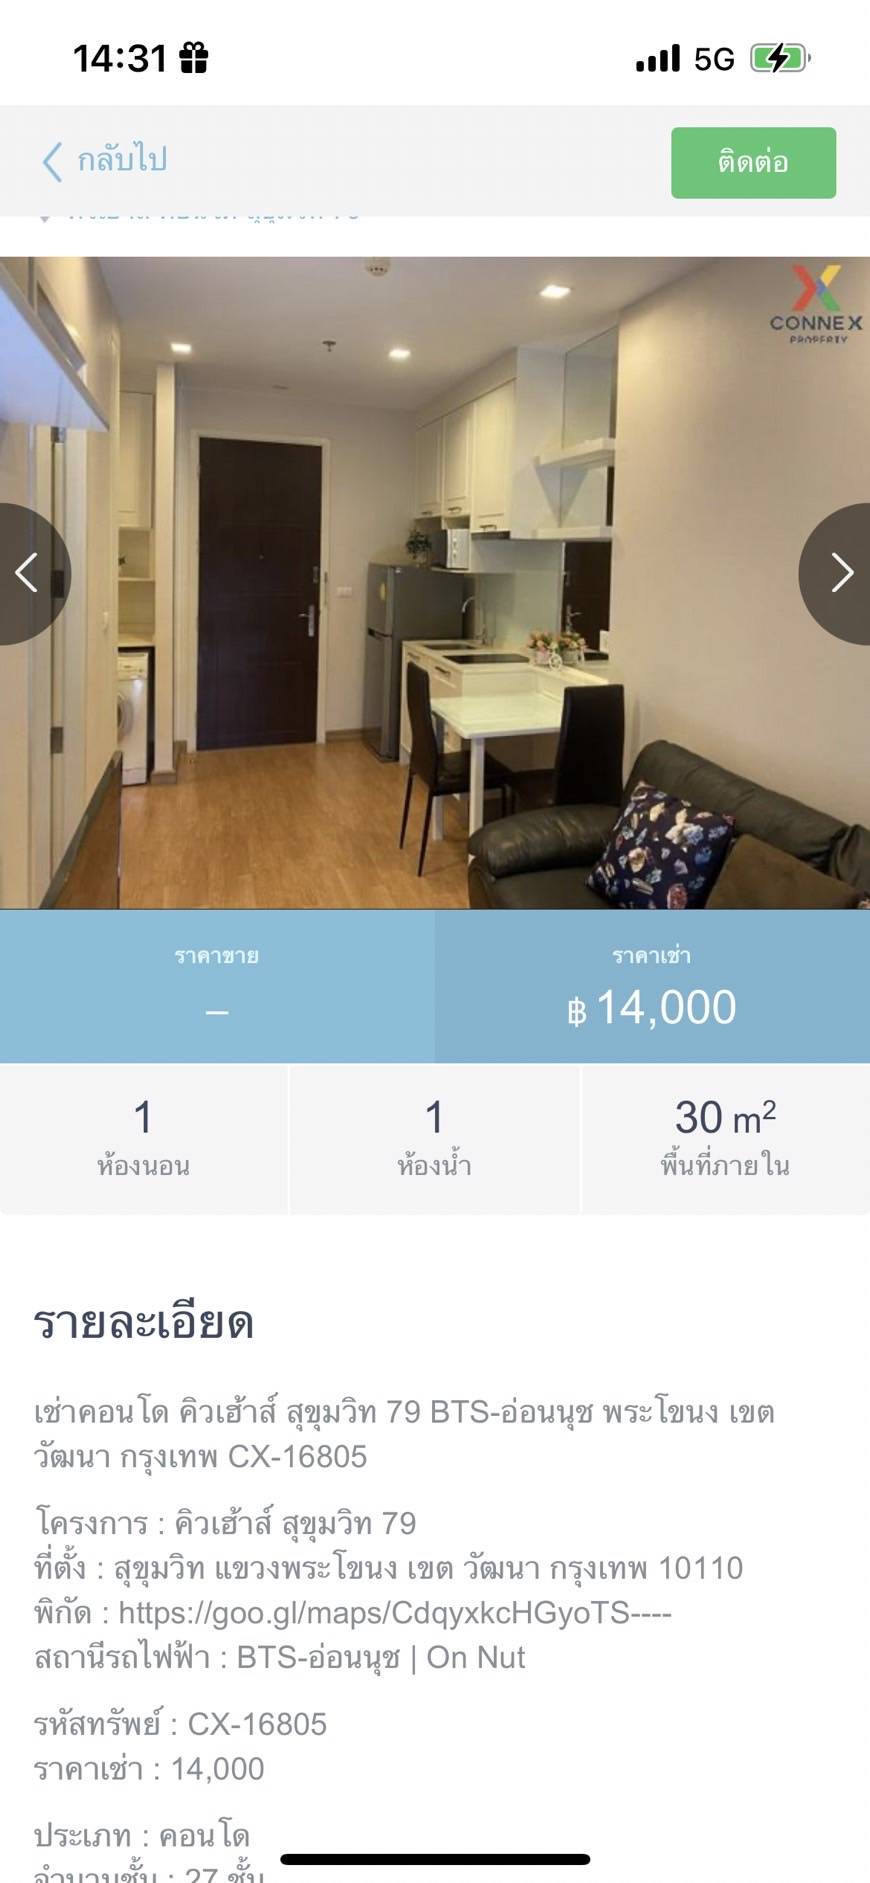 14:31
5G
กลับไป
ติดต่อ
CONNEX
PROPERTY
ราคาขาย
–
ราคาเช่า
฿ 14,000
1
ห้องนอน
1
ห้องน้ำ
30 m²
พื้นที่ภายใน
รายละเอียด
เช่าคอนโด คิวเฮ้าส์ สุขุมวิท 79 BTS-อ่อนนุช พระโขนง เขต
วัฒนา กรุงเทพ CX-16805
โครงการ : คิวเฮ้าส์ สุขุมวิท 79
ที่ตั้ง : สุขุมวิท แขวงพระโขนง เขต วัฒนา กรุงเทพ 10110
พิกัด : https://goo.gl/maps/CdqyxkcHGyoTS----
สถานีรถไฟฟ้า : BTS-อ่อนนุช | On Nut
รหัสทรัพย์ : CX-16805
ราคาเช่า : 14,000
ประเภท : คอนโด
จำนวนชั้น : 27 ชั้น